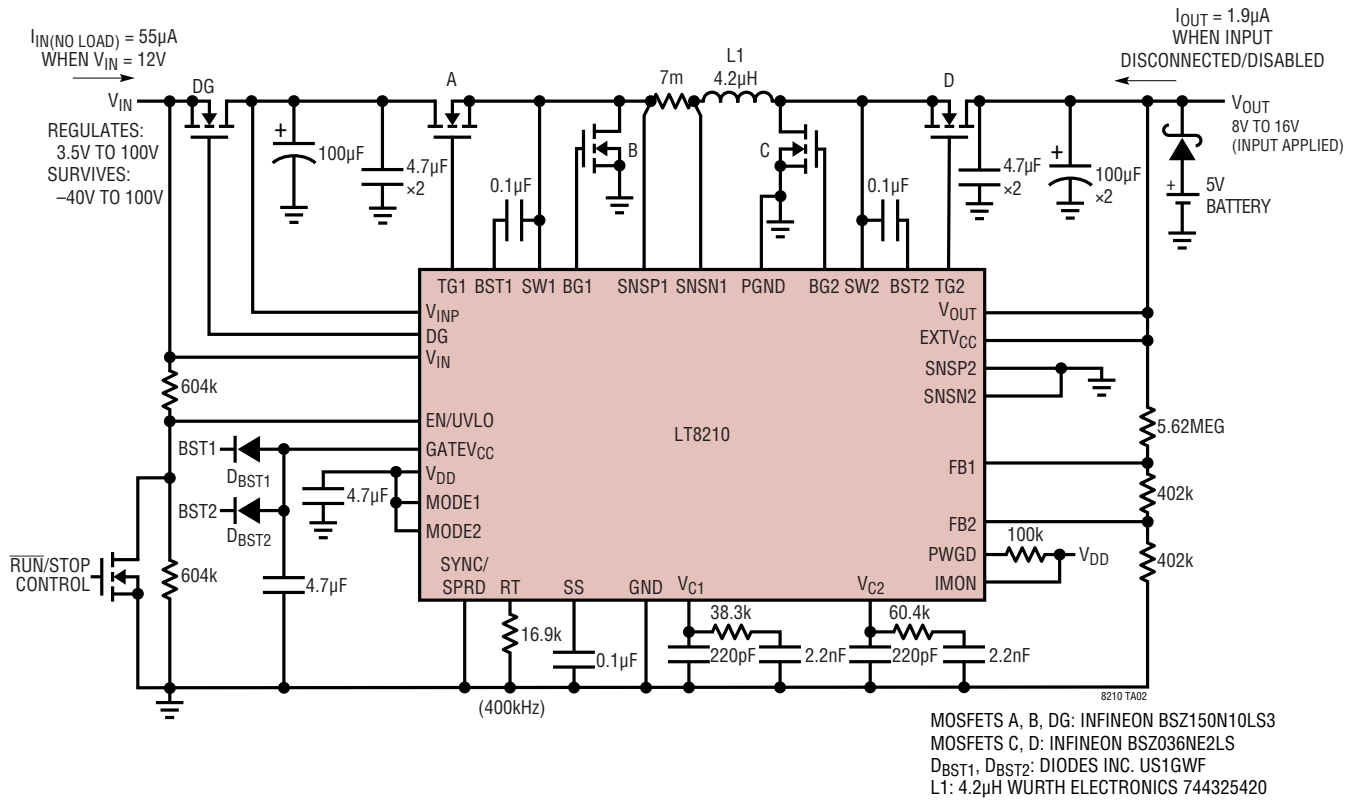 I_IN(NO LOAD) = 55µA
WHEN V_IN = 12V
I_OUT = 1.9µA
WHEN INPUT
DISCONNECTED/DISABLED
V_IN
DG
A
7m
L1
4.2µH
D
V_OUT
8V TO 16V
(INPUT APPLIED)
REGULATES:
3.5V TO 100V
SURVIVES:
–40V TO 100V
+
100µF
4.7µF
×2
0.1µF
B
C
0.1µF
4.7µF
×2
+
100µF
×2
+
5V
BATTERY
TG1 BST1 SW1 BG1 SNSP1 SNSN1 PGND BG2 SW2 BST2 TG2
V_INP
DG
V_IN
EN/UVLO
GATEV_CC
V_DD
MODE1
MODE2
LT8210
V_OUT
EXTV_CC
SNSP2
SNSN2
FB1
FB2
PWGD
IMON
604k
BST1
D_BST1
BST2
D_BST2
4.7µF
4.7µF
RUN/STOP
CONTROL
604k
5.62MEG
402k
402k
100k
V_DD
SYNC/
SPRD RT SS GND V_C1 V_C2
16.9k
0.1µF
38.3k
220pF
2.2nF
60.4k
220pF
2.2nF
(400kHz)
8210 TA02
MOSFETS A, B, DG: INFINEON BSZ150N10LS3
MOSFETS C, D: INFINEON BSZ036NE2LS
D_BST1, D_BST2: DIODES INC. US1GWF
L1: 4.2µH WURTH ELECTRONICS 744325420